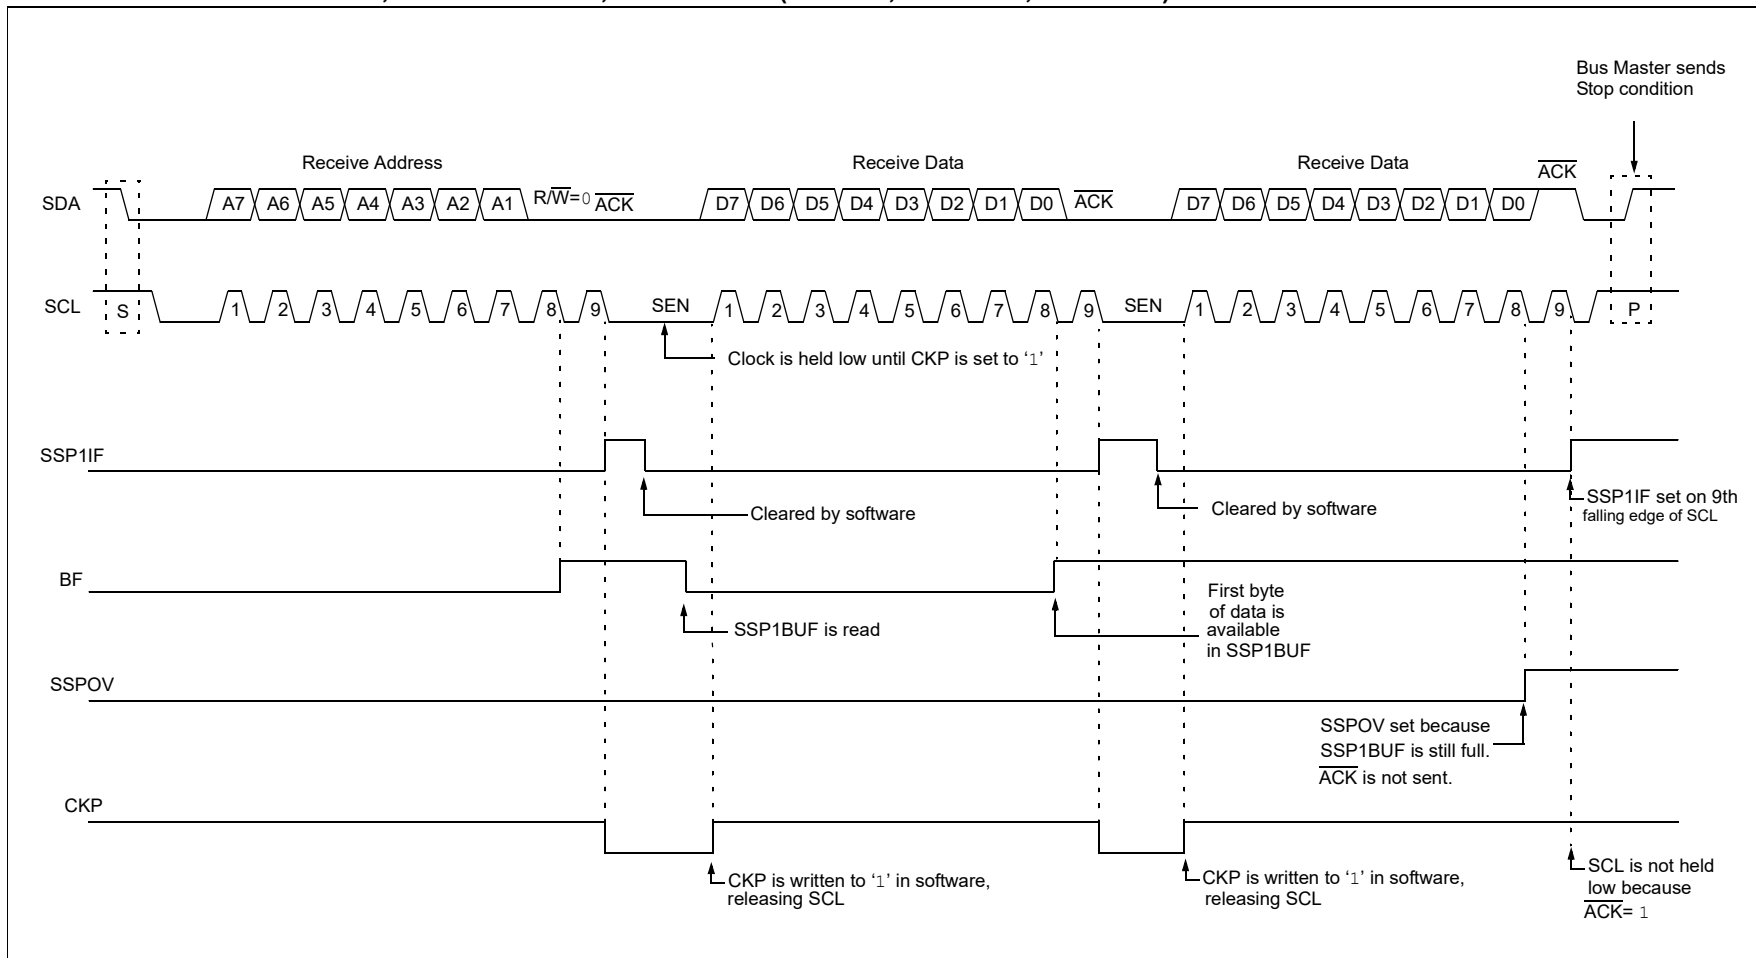 Bus Master sends
Stop condition
Receive Address
Receive Data
Receive Data
ACK
SDA
A7 A6 A5 A4 A3 A2 A1 R/W=0 ACK
D7 D6 D5 D4 D3 D2 D1 D0 ACK
D7 D6 D5 D4 D3 D2 D1 D0
SCL
S
1 2 3 4 5 6 7 8 9 SEN
1 2 3 4 5 6 7 8 9 SEN
1 2 3 4 5 6 7 8 9
P
Clock is held low until CKP is set to ‘1’
SSP1IF
Cleared by software
Cleared by software
SSP1IF set on 9th
falling edge of SCL
BF
SSP1BUF is read
First byte
of data is
available
in SSP1BUF
SSPOV
SSPOV set because
SSP1BUF is still full.
ACK is not sent.
CKP
CKP is written to ‘1’ in software,
releasing SCL
CKP is written to ‘1’ in software,
releasing SCL
SCL is not held
low because
ACK= 1